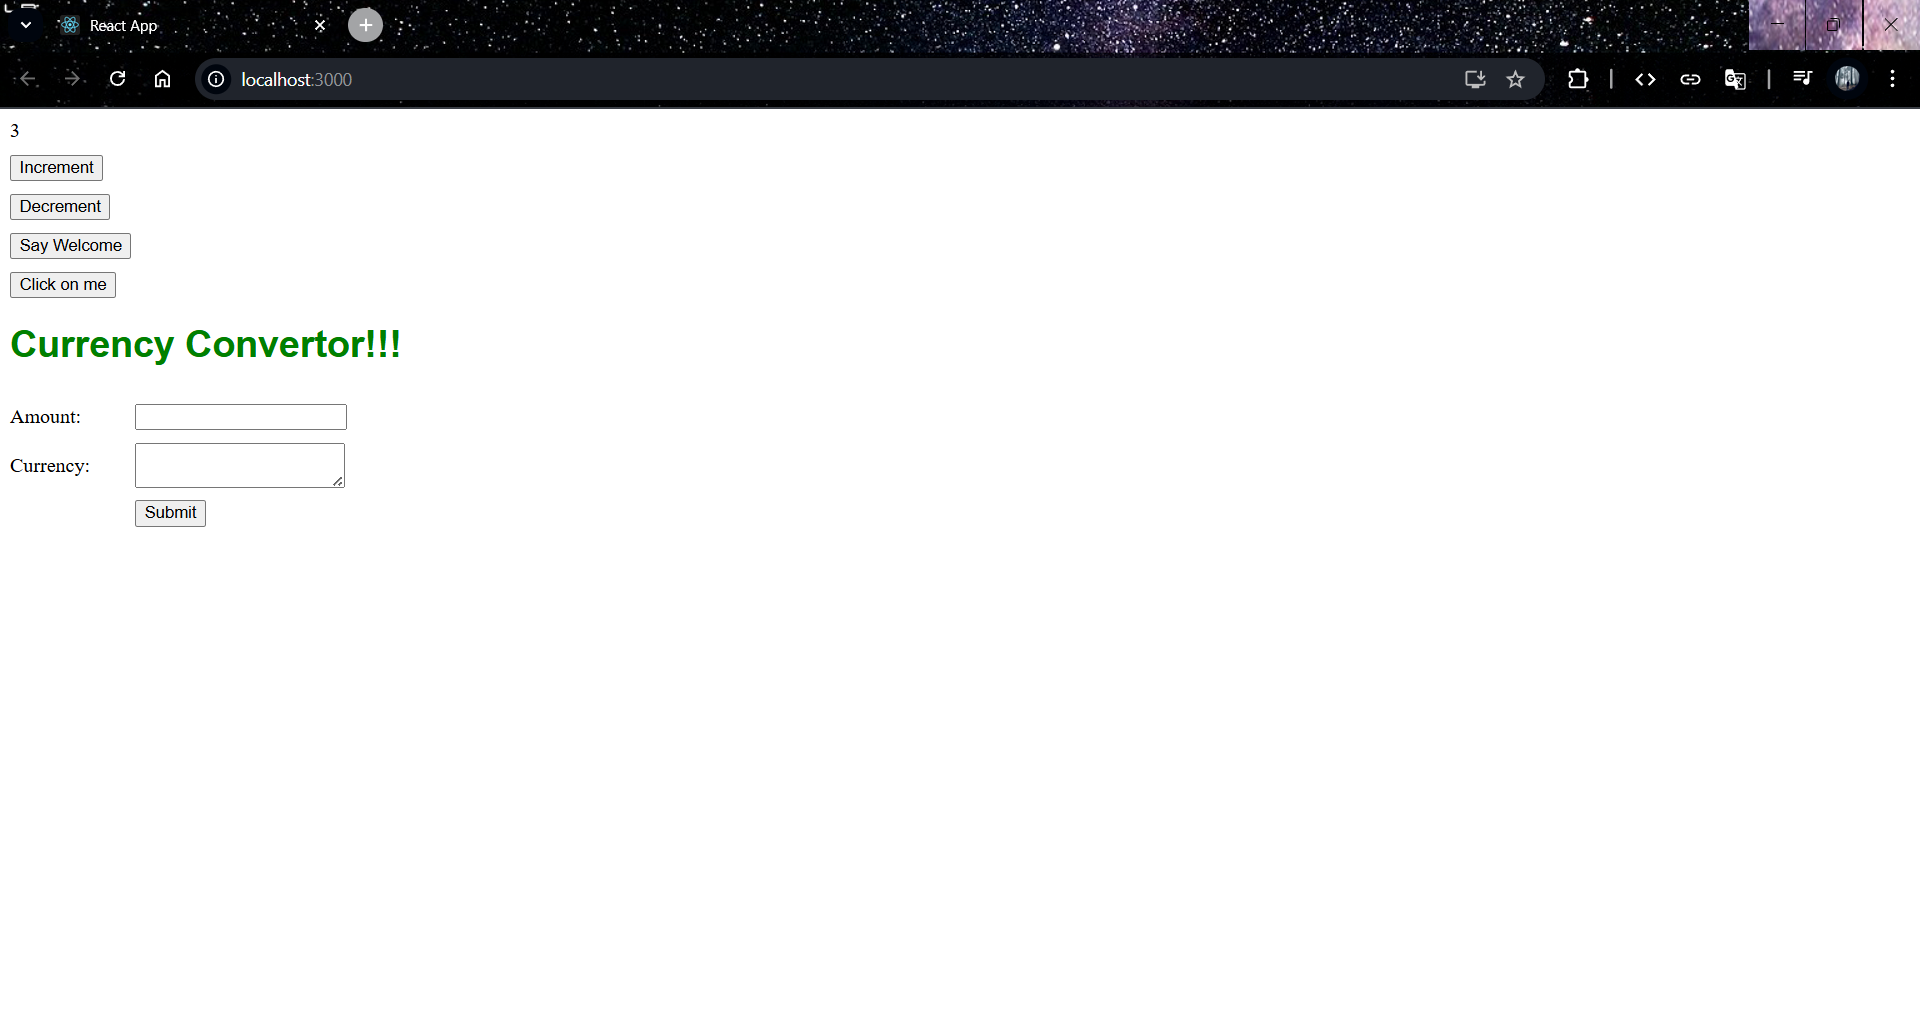 React App
localhost:3000
3
Increment
Decrement
Say Welcome
Click on me
Currency Convertor!!!
Amount:
Currency:
Submit